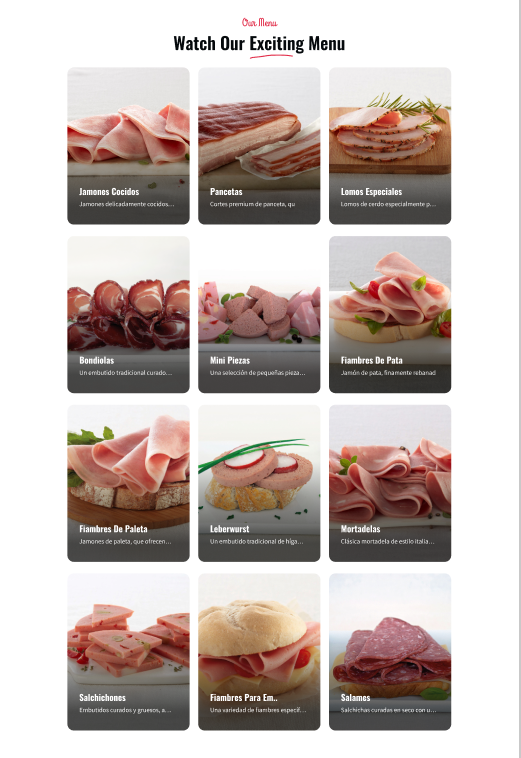 Our Menu
Watch Our Exciting Menu
Jamones Cocidos
Jamones delicadamente cocidos...
Pancetas
Cortes premium de panceta, qu
Lomos Especiales
Lomos de cerdo especialmente p...
Bondiolas
Un embutido tradicional curado...
Mini Piezas
Una selección de pequeñas pieza...
Fiambres De Pata
Jamón de pata, finamente rebanad
Fiambres De Paleta
Jamones de paleta, que ofrecen...
Leberwurst
Un embutido tradicional de híga...
Mortadelas
Clásica mortadela de estilo italia...
Salchichones
Embutidos curados y gruesos, a...
Fiambres Para Em..
Una variedad de fiambres específ...
Salames
Salchichas curadas en seco con u...